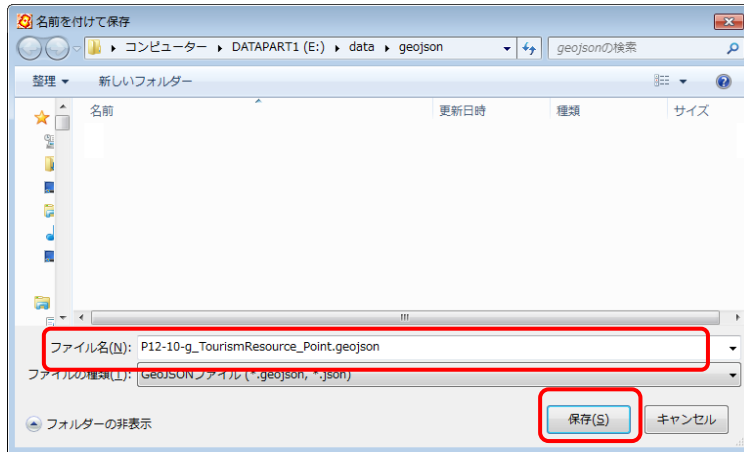 名前を付けて保存
コンピューター ▸ DATAPART1 (E:) ▸ data ▸ geojson
geojsonの検索
整理 ▼ 新しいフォルダー
名前 更新日時 種類 サイズ
ファイル名(N): P12-10-g_TourismResource_Point.geojson
ファイルの種類(T): GeoJSONファイル (*.geojson, *.json)
フォルダーの非表示 保存(S) キャンセル